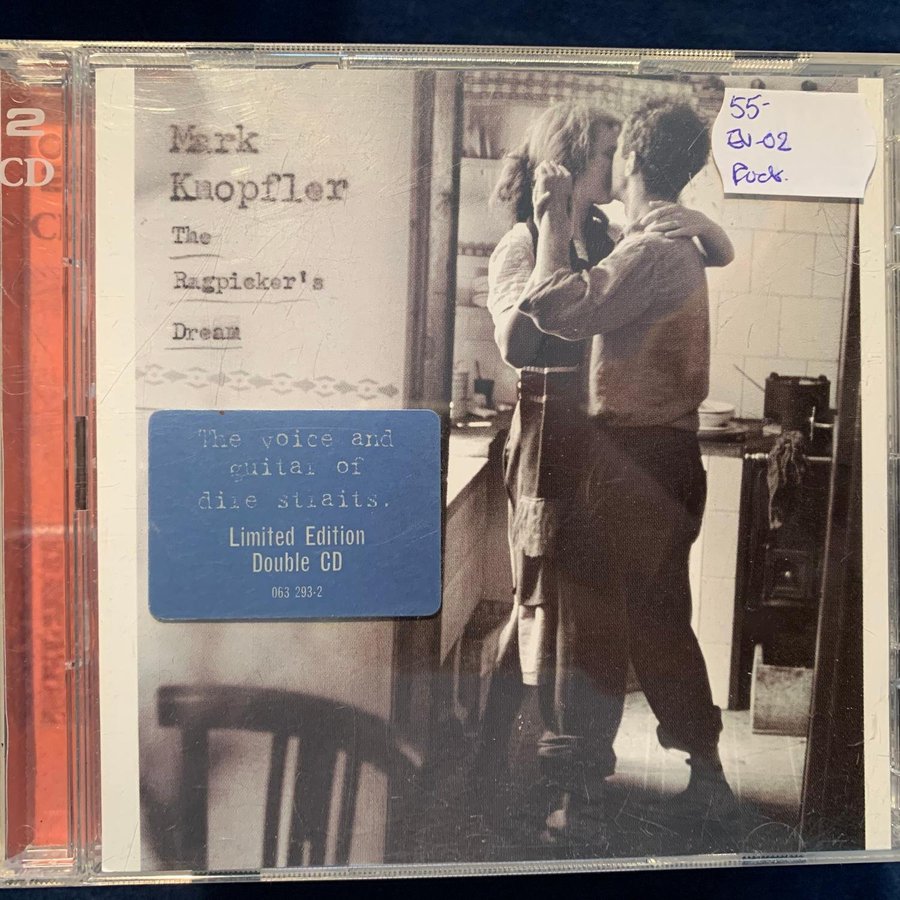 2
CD
Mark
Knopfler
The
Ragpicker's
Dream
55-
EU-02
Rock.
The voice and
guitar of
dire straits.
Limited Edition
Double CD
063 293-2